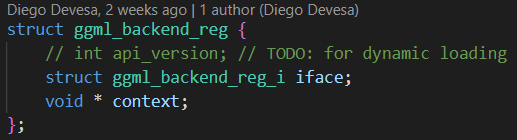 Diego Devesa, 2 weeks ago | 1 author (Diego Devesa)
struct ggml_backend_reg {
    // int api_version; // TODO: for dynamic loading
    struct ggml_backend_reg_i iface;
    void * context;
};